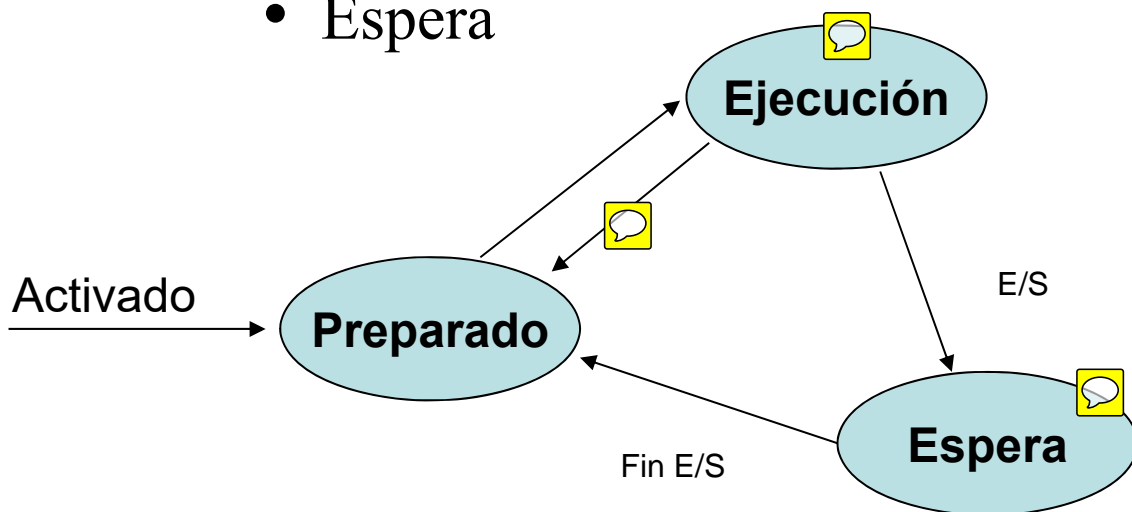 • Espera
Ejecución
Activado
Preparado
E/S
Espera
Fin E/S